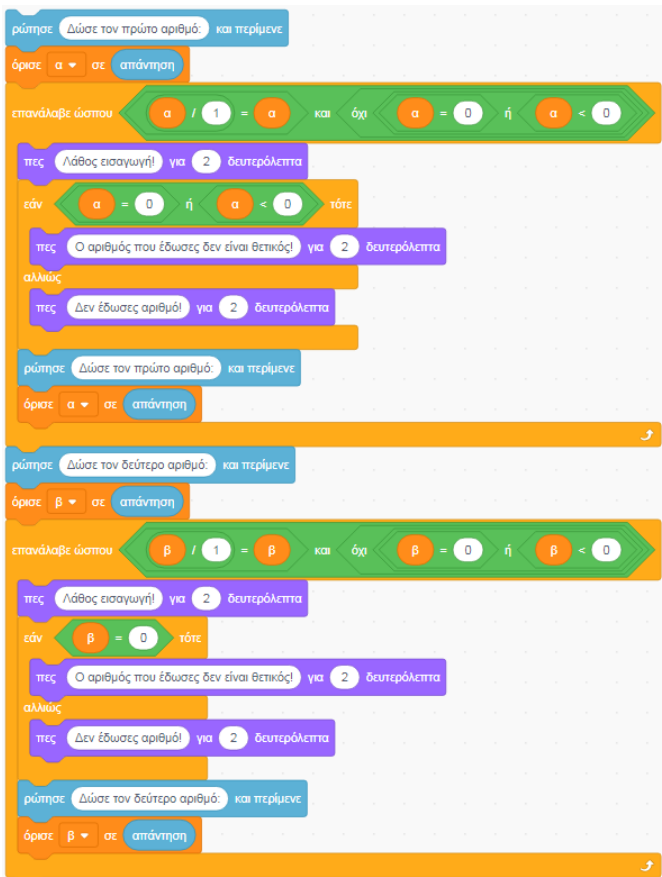 ρώτησε Δώσε τον πρώτο αριθμό: και περίμενε
όρισε α σε απάντηση
επανάλαβε ώσπου α / 1 = α και όχι α = 0 ή α < 0
πες Λάθος εισαγωγή! για 2 δευτερόλεπτα
εάν α = 0 ή α < 0 τότε
πες Ο αριθμός που έδωσες δεν είναι θετικός! για 2 δευτερόλεπτα
αλλιώς
πες Δεν έδωσες αριθμό! για 2 δευτερόλεπτα
ρώτησε Δώσε τον πρώτο αριθμό: και περίμενε
όρισε α σε απάντηση
ρώτησε Δώσε τον δεύτερο αριθμό: και περίμενε
όρισε β σε απάντηση
επανάλαβε ώσπου β / 1 = β και όχι β = 0 ή β < 0
πες Λάθος εισαγωγή! για 2 δευτερόλεπτα
εάν β = 0 τότε
πες Ο αριθμός που έδωσες δεν είναι θετικός! για 2 δευτερόλεπτα
αλλιώς
πες Δεν έδωσες αριθμό! για 2 δευτερόλεπτα
ρώτησε Δώσε τον δεύτερο αριθμό: και περίμενε
όρισε β σε απάντηση